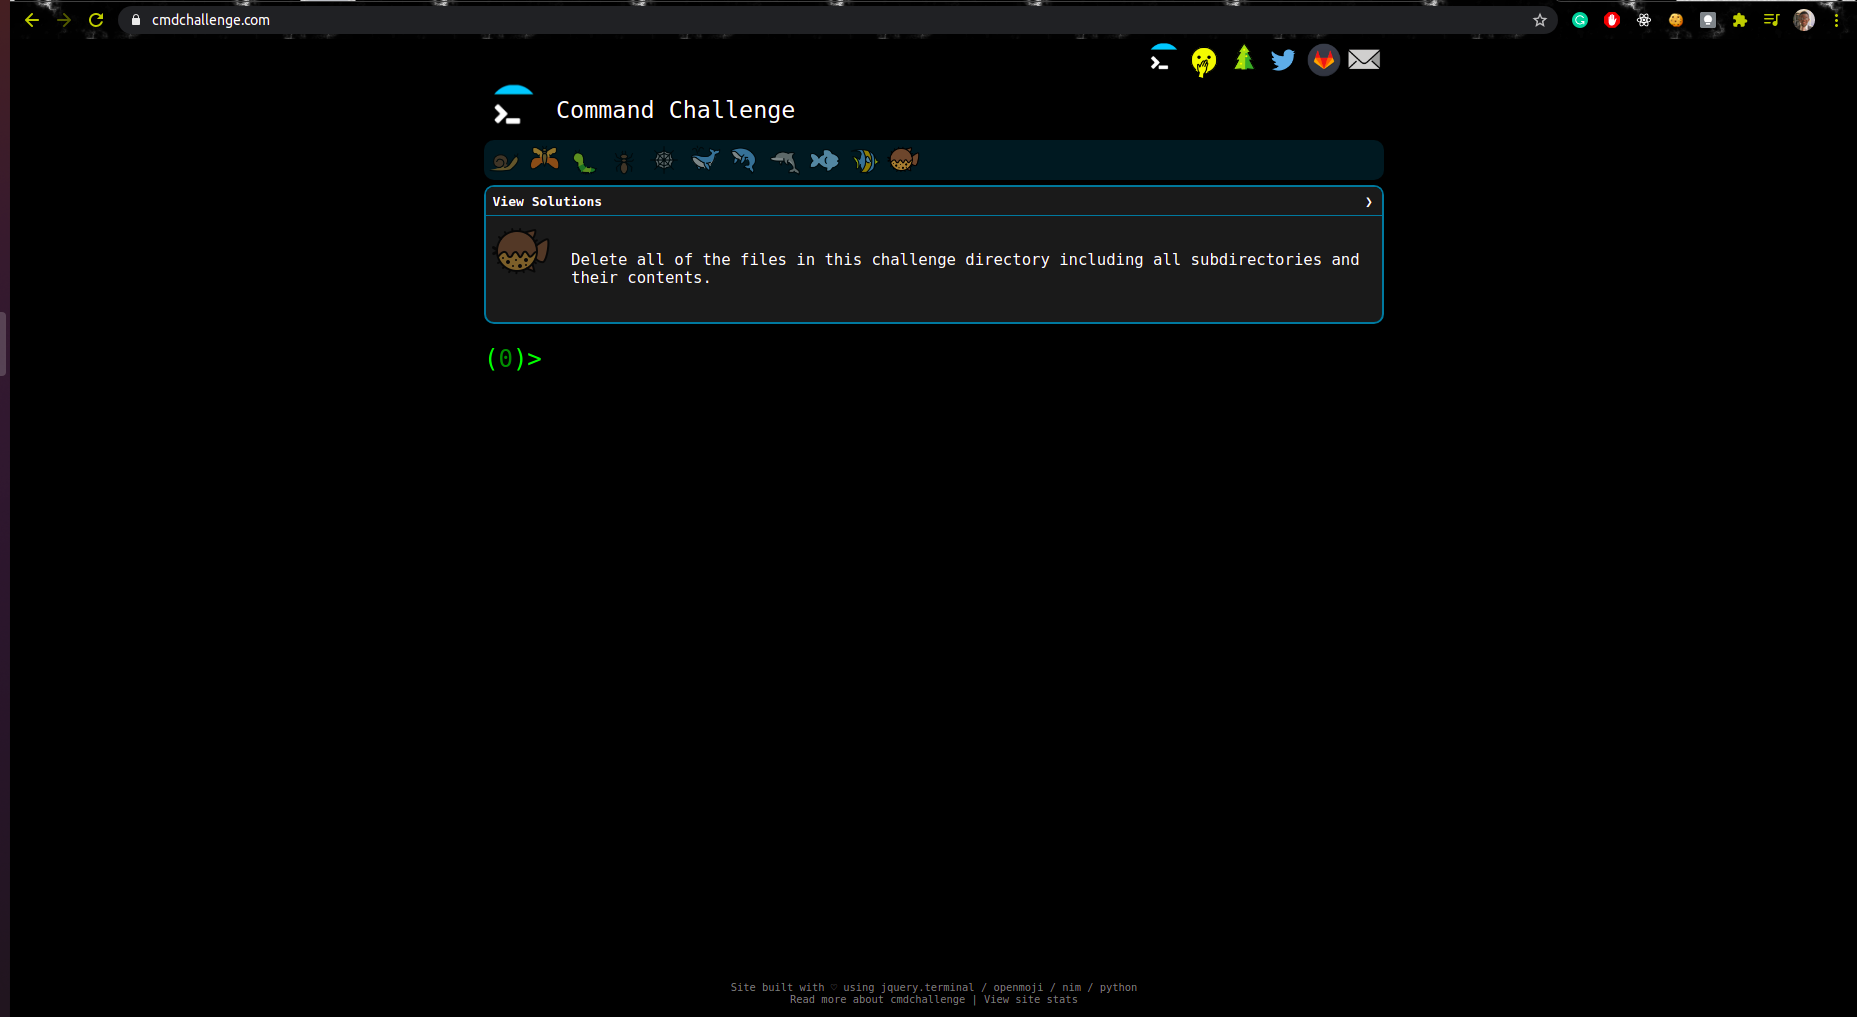 cmdchallenge.com
Command Challenge
View Solutions ❯
Delete all of the files in this challenge directory including all subdirectories and
their contents.
(0)>
Site built with ♡ using jquery.terminal / openmoji / nim / python
Read more about cmdchallenge | View site stats